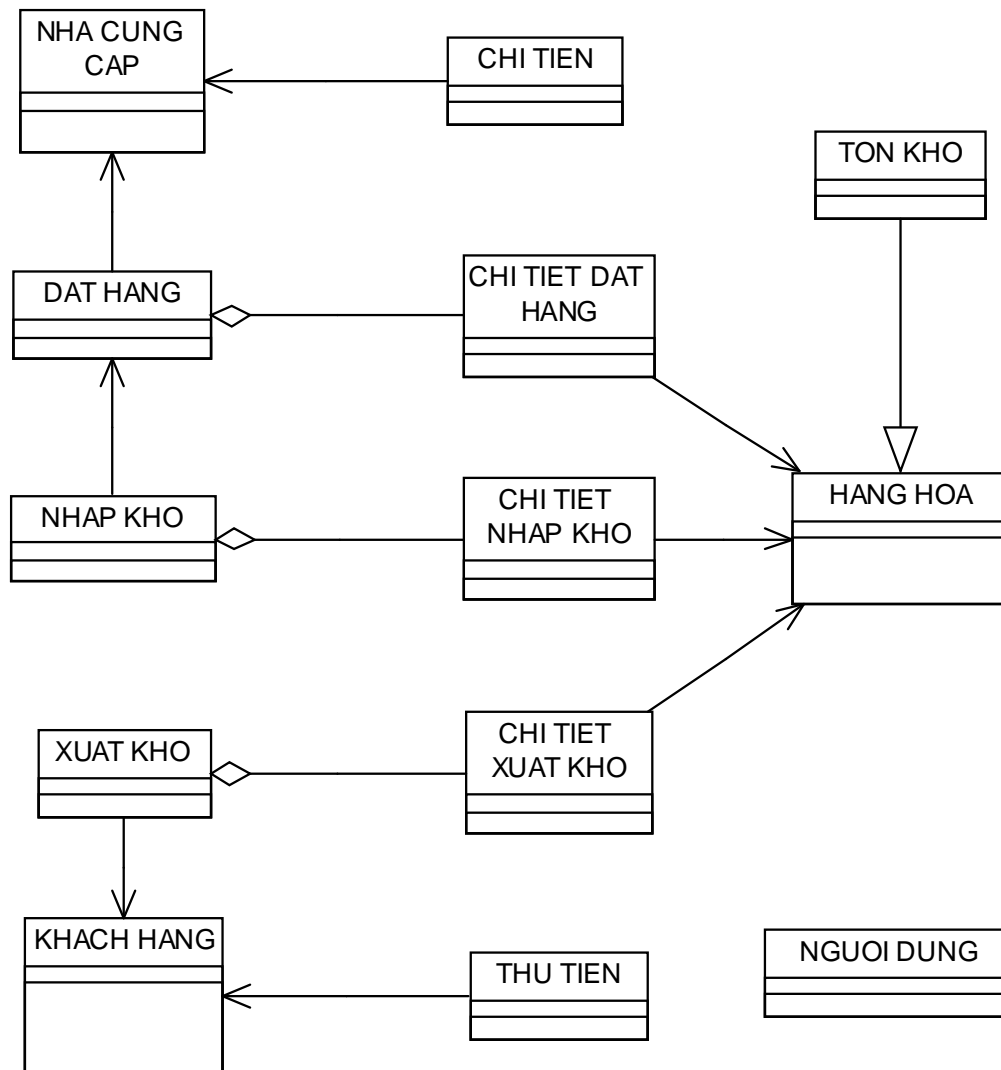 NHA CUNG
CAP
CHI TIEN
TON KHO
DAT HANG
CHI TIET DAT
HANG
NHAP KHO
CHI TIET
NHAP KHO
HANG HOA
XUAT KHO
CHI TIET
XUAT KHO
KHACH HANG
THU TIEN
NGUOI DUNG